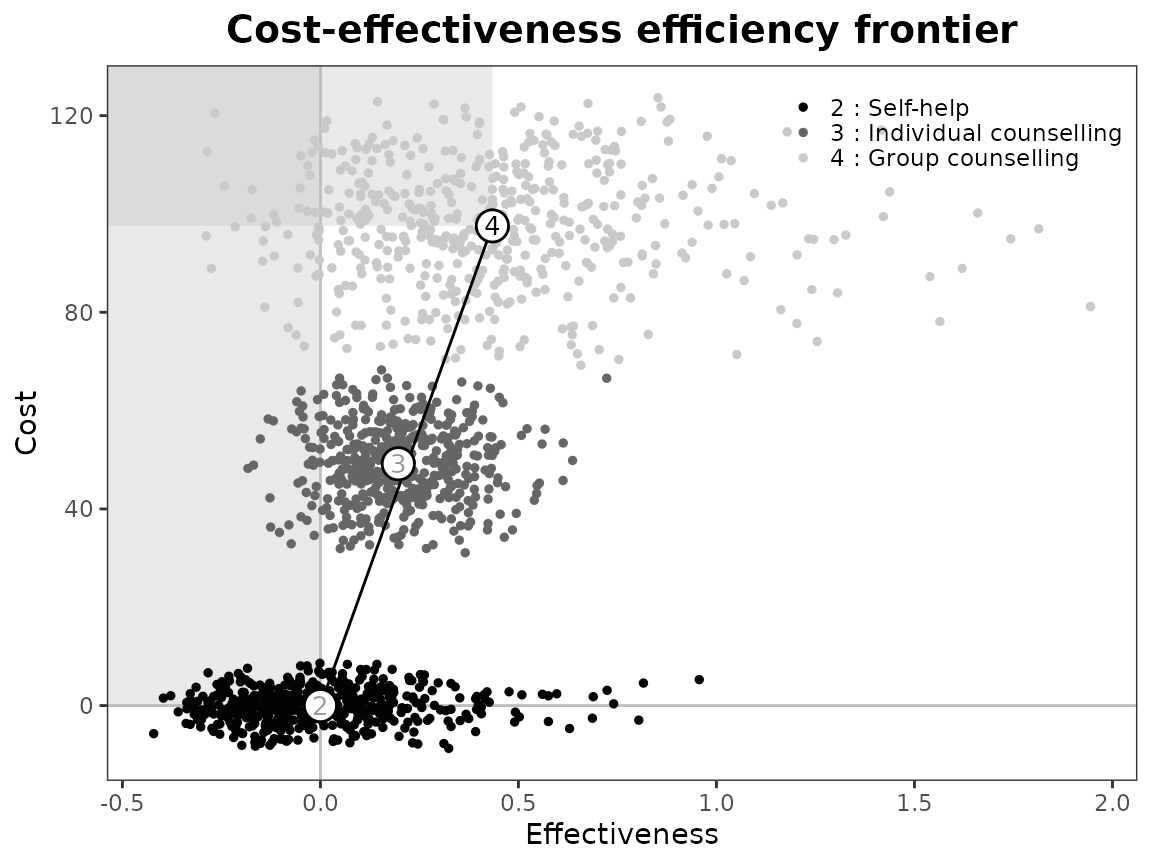 Cost-effectiveness efficiency frontier
2 : Self-help
3 : Individual counselling
4 : Group counselling
120
80
40
0
Cost
4
3
2
-0.5 0.0 0.5 1.0 1.5 2.0
Effectiveness